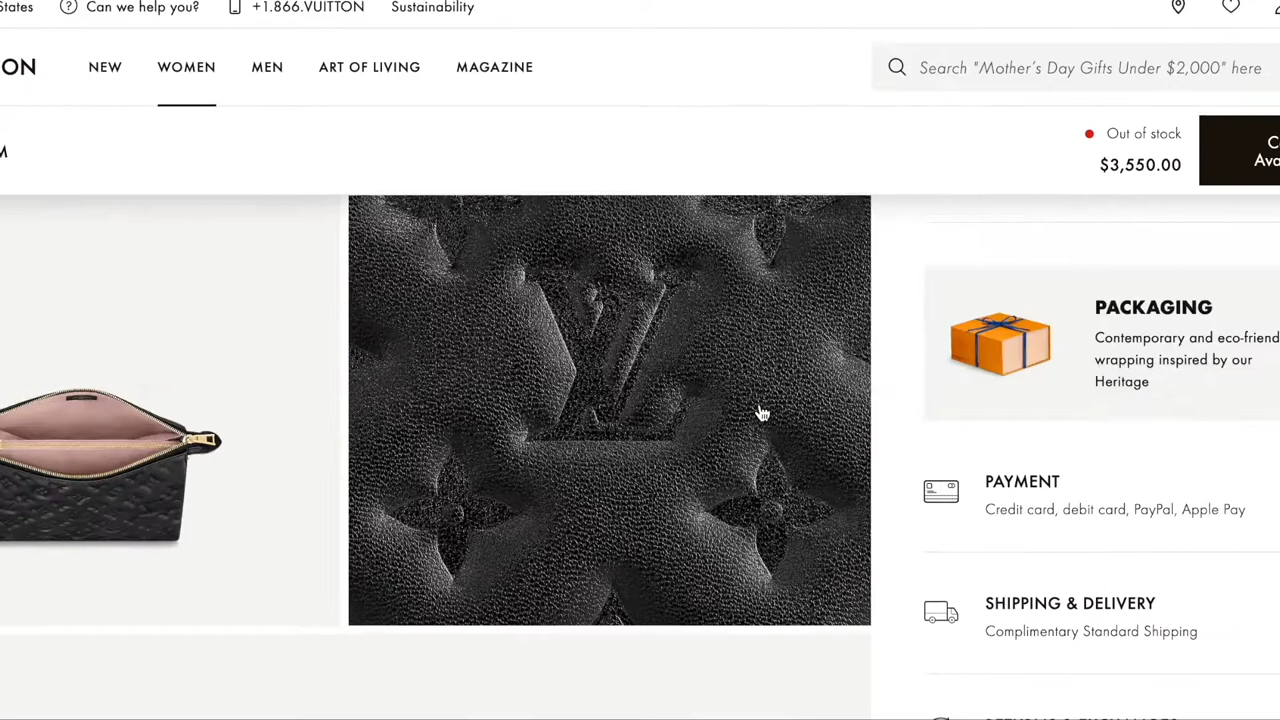 States
Can we help you?
+1.866.VUITTON
Sustainability
ON
NEW
WOMEN
MEN
ART OF LIVING
MAGAZINE
Search "Mother's Day Gifts Under $2,000" here
M
Out of stock
$3,550.00
LV
PACKAGING
Contemporary and eco-friend
wrapping inspired by our
Heritage
PAYMENT
Credit card, debit card, PayPal, Apple Pay
SHIPPING & DELIVERY
Complimentary Standard Shipping